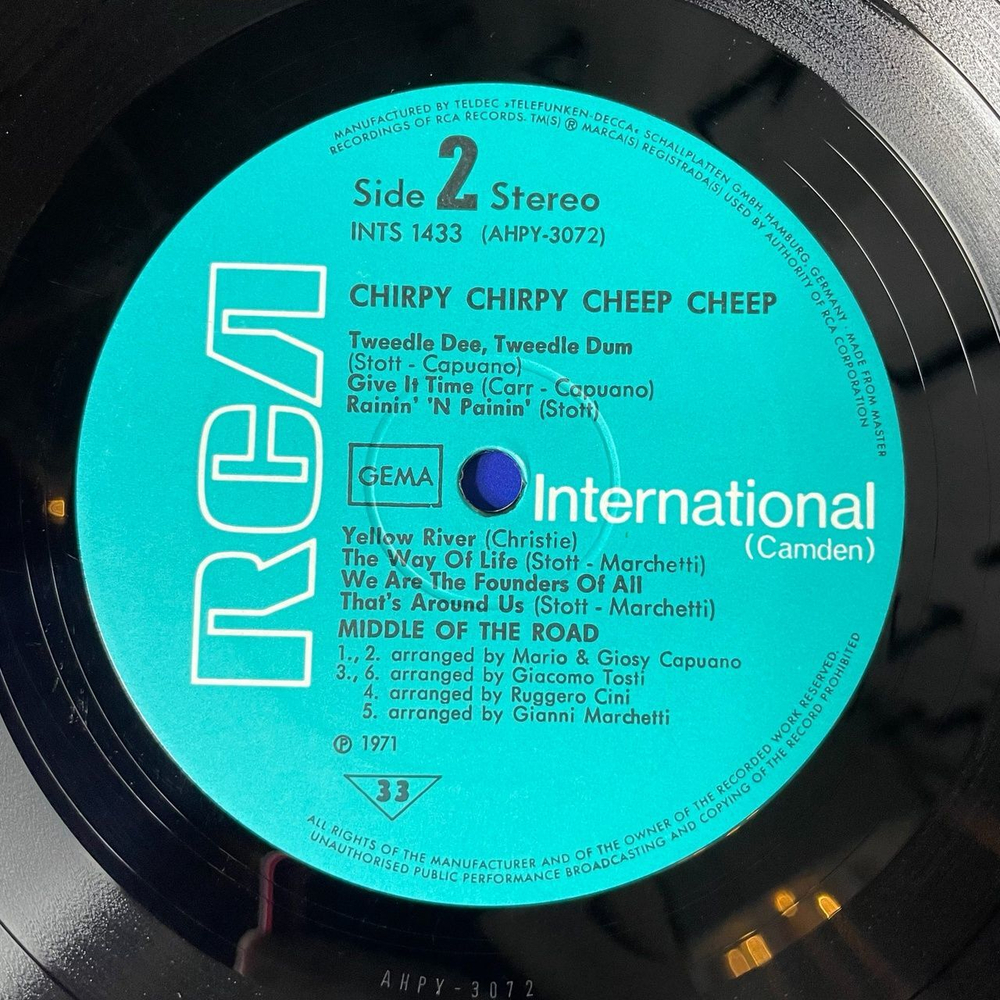 MANUFACTURED BY TELDEC »TELEFUNKEN-DECCA« SCHALLPLATTEN GMBH, HAMBURG, GERMANY. MADE FROM MASTER
RECORDINGS OF RCA RECORDS. TM(S) ® MARCA(S) REGISTRADA(S) USED BY AUTHORITY OF RCA CORPORATION
Side 2 Stereo
INTS 1433 (AHPY-3072)
CHIRPY CHIRPY CHEEP CHEEP
Tweedle Dee, Tweedle Dum
(Stott - Capuano)
Give It Time (Carr - Capuano)
Rainin' 'N Painin' (Stott)
RCA
GEMA
International
(Camden)
Yellow River (Christie)
The Way Of Life (Stott - Marchetti)
We Are The Founders Of All
That's Around Us (Stott - Marchetti)
MIDDLE OF THE ROAD
1., 2. arranged by Mario & Giosy Capuano
3., 6. arranged by Giacomo Tosti
4. arranged by Ruggero Cini
5. arranged by Gianni Marchetti
℗ 1971
33
ALL RIGHTS OF THE MANUFACTURER AND OF THE OWNER OF THE RECORDED WORK RESERVED.
UNAUTHORISED PUBLIC PERFORMANCE BROADCASTING AND COPYING OF THE RECORD PROHIBITED
AHPY-3072